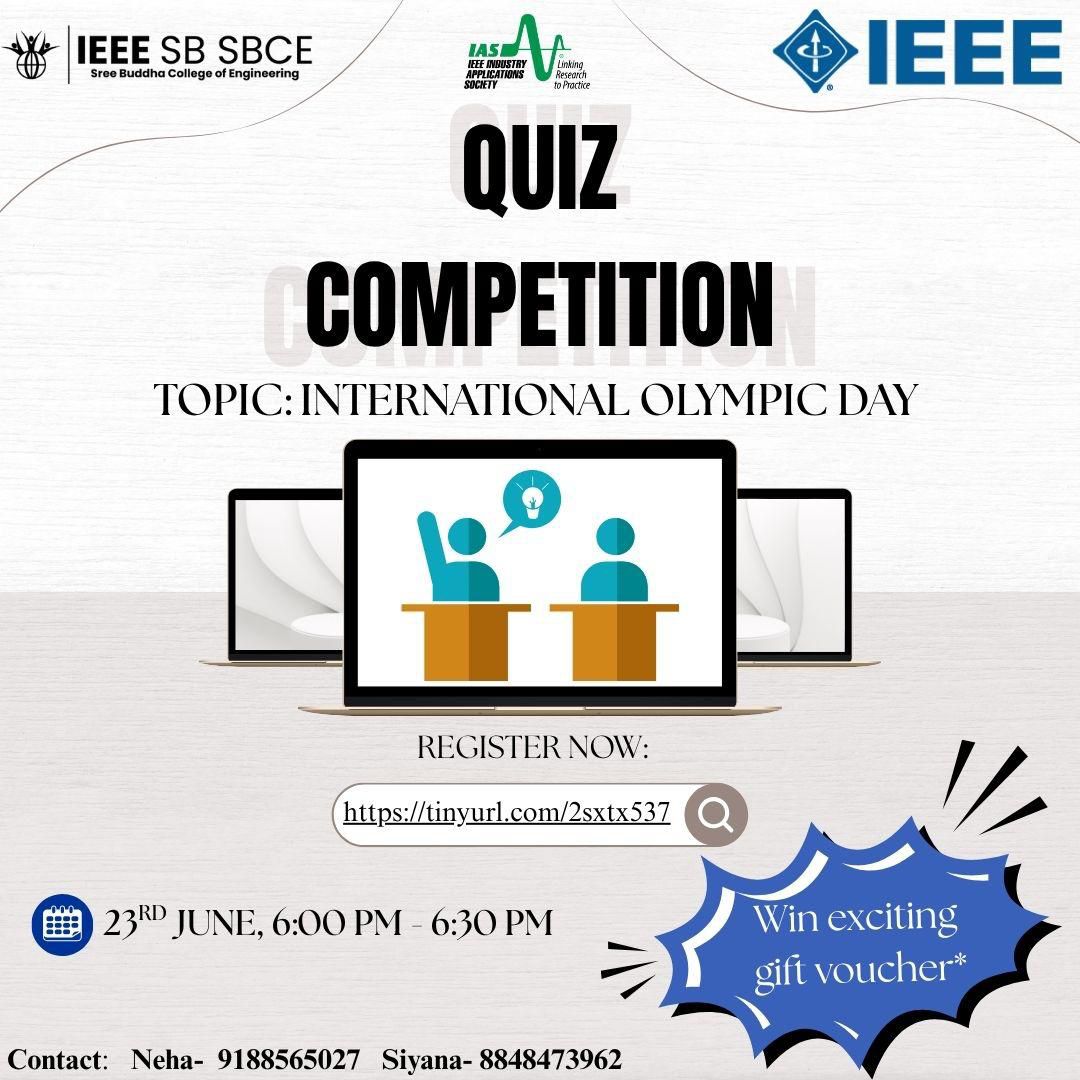 IEEE SB SBCE
Sree Buddha College of Engineering
IAS
IEEE INDUSTRY
APPLICATIONS
SOCIETY
Linking
Research
to Practice
IEEE
QUIZ
COMPETITION
TOPIC: INTERNATIONAL OLYMPIC DAY
REGISTER NOW:
https://tinyurl.com/2sxtx537
23RD JUNE, 6:00 PM - 6:30 PM
Win exciting
gift voucher*
Contact: Neha- 9188565027 Siyana- 8848473962